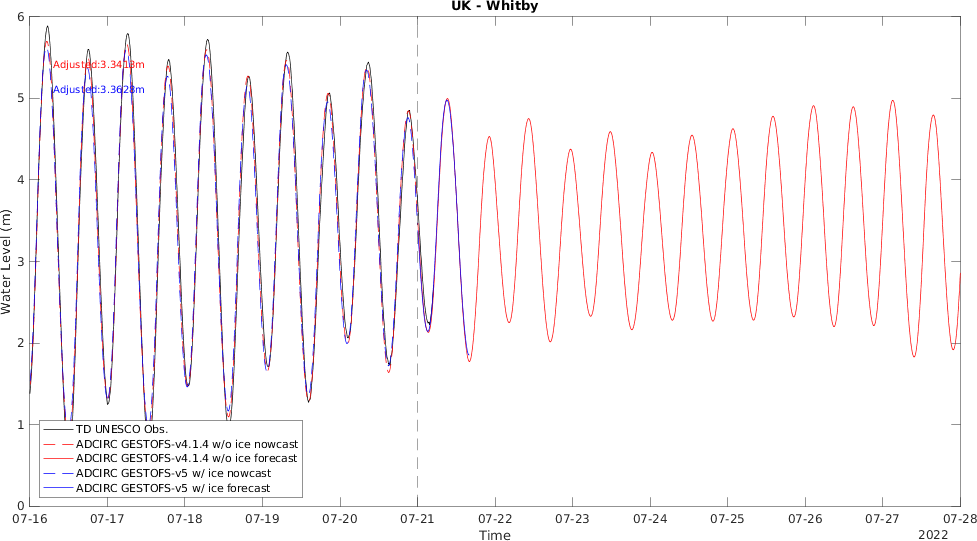 UK - Whitby
6
5
4
3
2
1
0
Water Level (m)
Adjusted:3.3413m
Adjusted:3.3628m
TD UNESCO Obs.
ADCIRC GESTOFS-v4.1.4 w/o ice nowcast
ADCIRC GESTOFS-v4.1.4 w/o ice forecast
ADCIRC GESTOFS-v5 w/ ice nowcast
ADCIRC GESTOFS-v5 w/ ice forecast
07-16 07-17 07-18 07-19 07-20 07-21 07-22 07-23 07-24 07-25 07-26 07-27 07-28
Time
2022